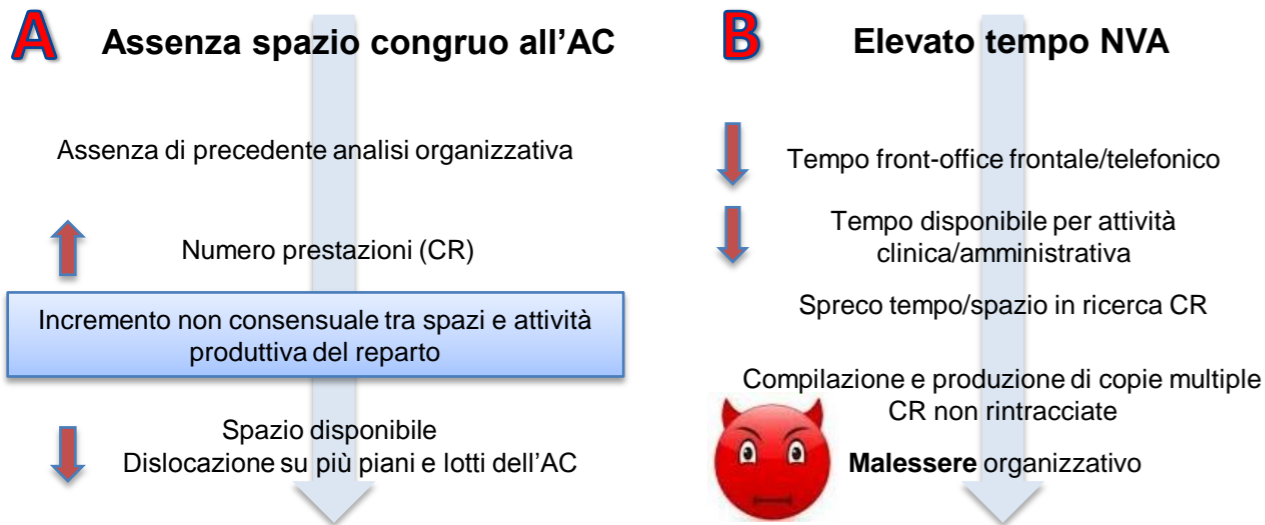 A
Assenza spazio congruo all’AC
Assenza di precedente analisi organizzativa
Numero prestazioni (CR)
Incremento non consensuale tra spazi e attività
produttiva del reparto
Spazio disponibile
Dislocazione su più piani e lotti dell’AC
B
Elevato tempo NVA
Tempo front-office frontale/telefonico
Tempo disponibile per attività
clinica/amministrativa
Spreco tempo/spazio in ricerca CR
Compilazione e produzione di copie multiple
CR non rintracciate
Malessere organizzativo